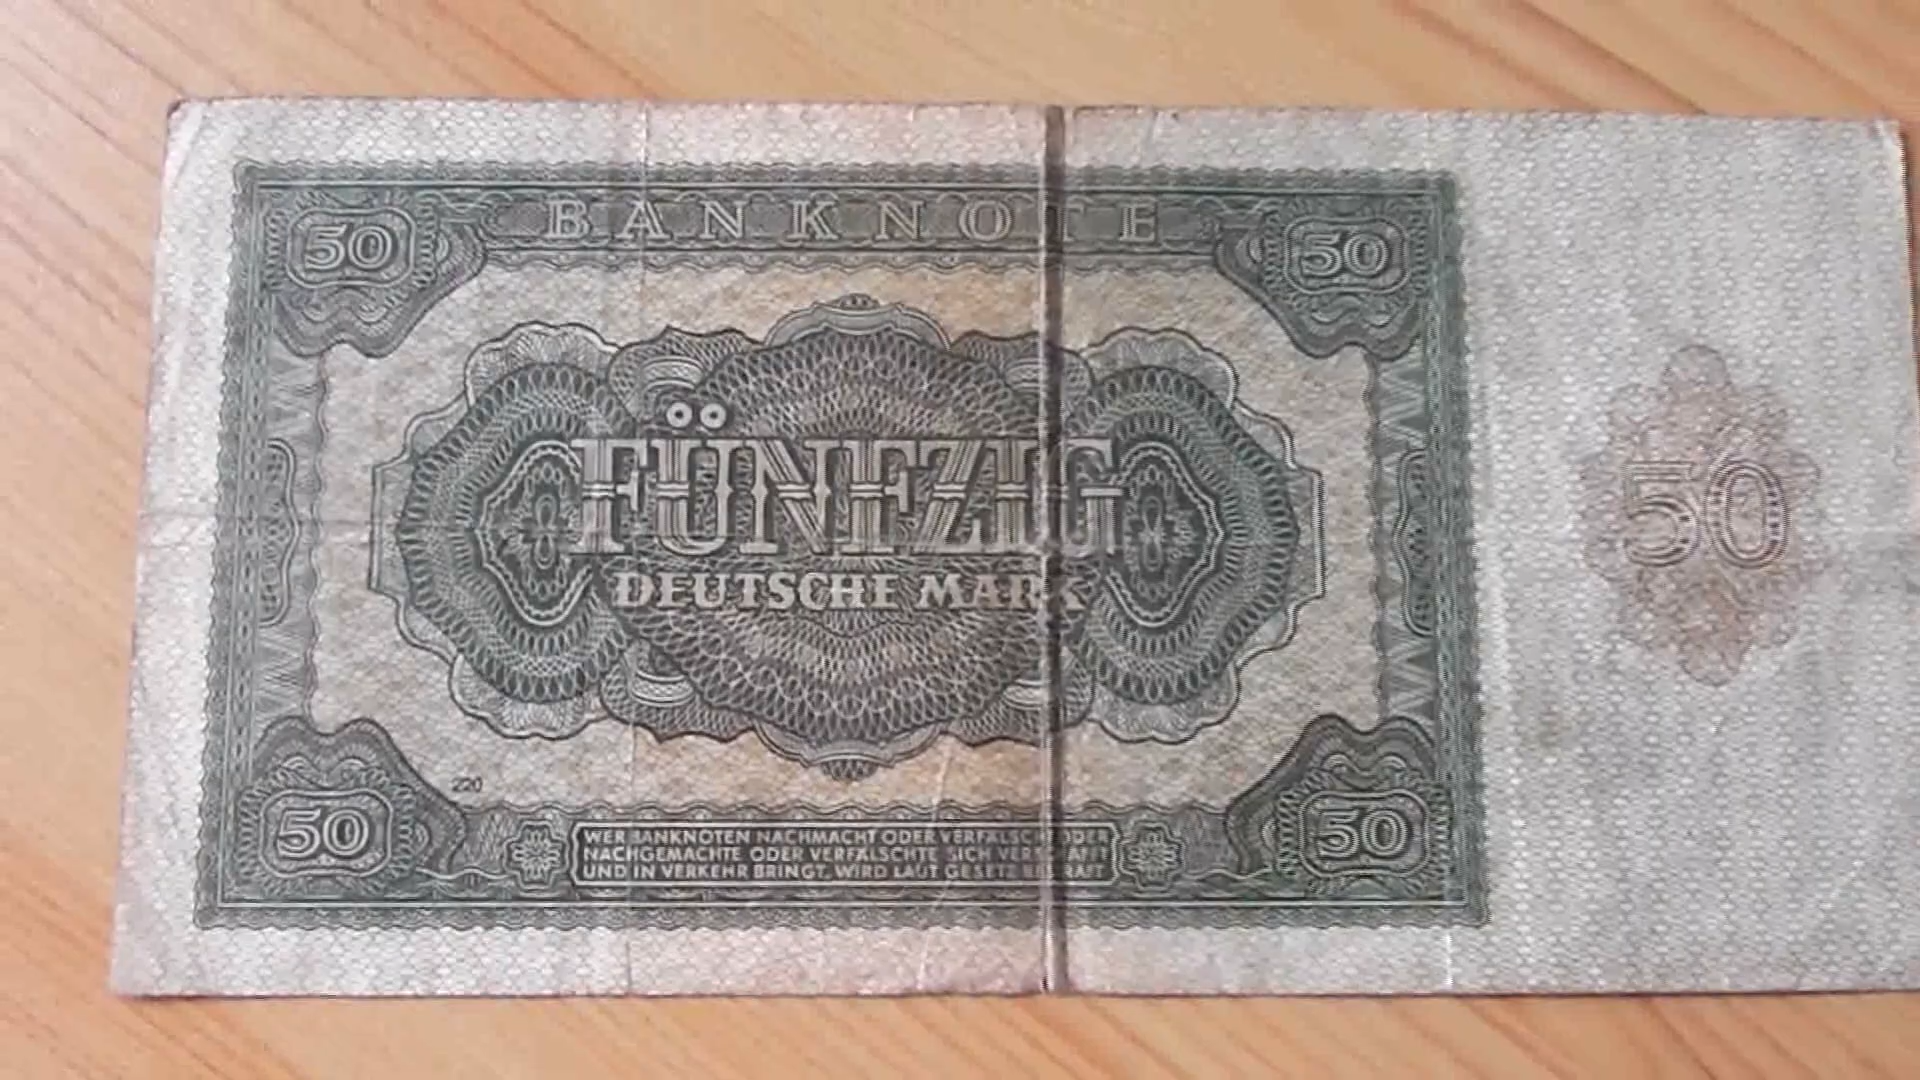 BANKNOTE
50 50
FÜNFZIG
50
DEUTSCHE MARK
220
50 50
WER BANKNOTEN NACHMACHT ODER VERFÄLSCHT ODER
NACHGEMACHTE ODER VERFÄLSCHTE SICH VERSCHAFFT
UND IN VERKEHR BRINGT, WIRD LAUT GESETZ BESTRAFT